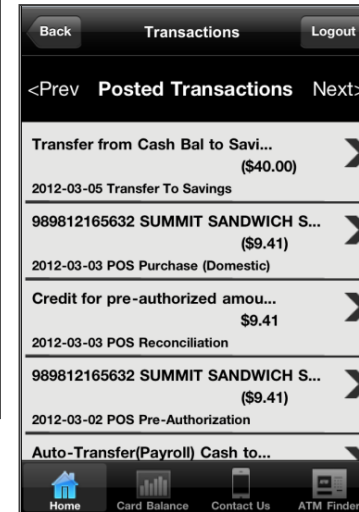 Back Transactions Logout
<Prev Posted Transactions Next>
Transfer from Cash Bal to Savi...
($40.00)
2012-03-05 Transfer To Savings
989812165632 SUMMIT SANDWICH S...
($9.41)
2012-03-03 POS Purchase (Domestic)
Credit for pre-authorized amou...
$9.41
2012-03-03 POS Reconciliation
989812165632 SUMMIT SANDWICH S...
($9.41)
2012-03-02 POS Pre-Authorization
Auto-Transfer(Payroll) Cash to...
Home Card Balance Contact Us ATM Finder